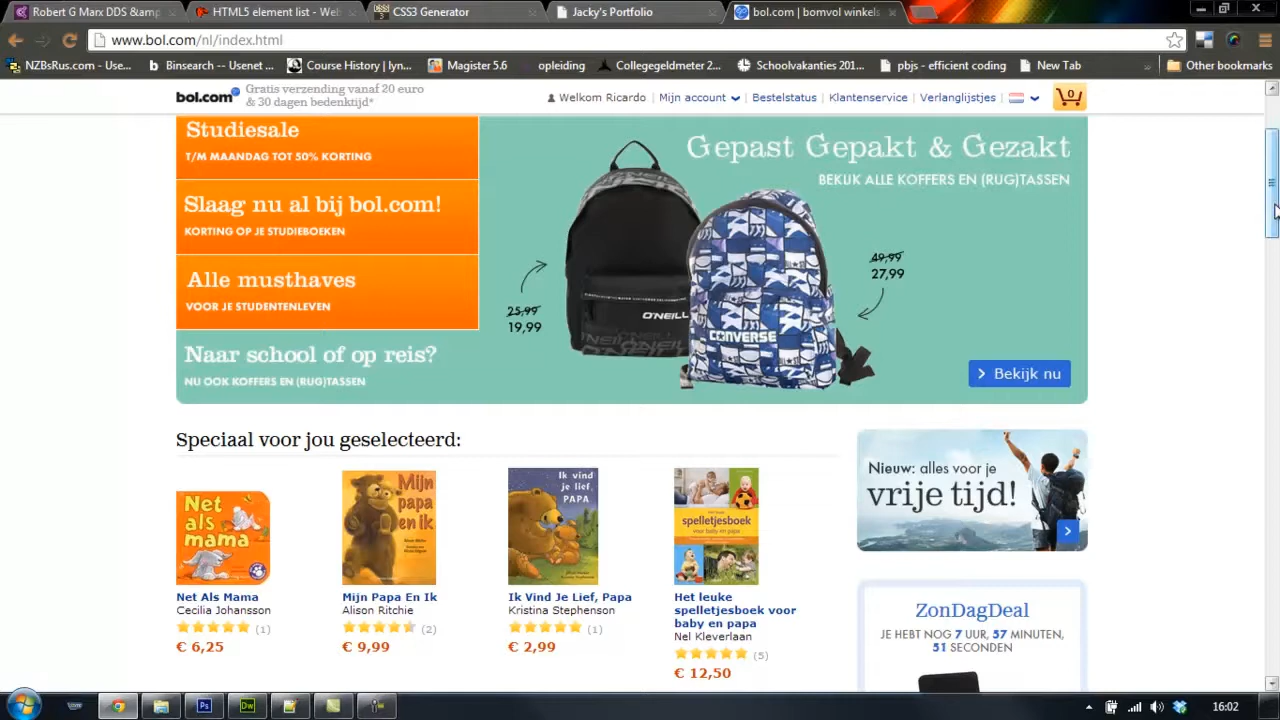 Robert G Marx DDS &amp
HTML5 element list - Web
CSS3 Generator
Jacky's Portfolio
bol.com | bomvol winkels
www.bol.com/nl/index.html
NZBsRus.com - Use...
Binsearch -- Usenet ...
Course History | lyn...
Magister 5.6
opleiding
Collegegeldmeter 2...
Schoolvakanties 201...
pbjs - efficient coding
New Tab
Other bookmarks
bol.com
Gratis verzending vanaf 20 euro
& 30 dagen bedenktijd*
Welkom Ricardo
Mijn account
Bestelstatus
Klantenservice
Verlanglijstjes
0
Studiesale
T/M MAANDAG TOT 50% KORTING
Slaag nu al bij bol.com!
KORTING OP JE STUDIEBOEKEN
Alle musthaves
VOOR JE STUDENTENLEVEN
Naar school of op reis?
NU OOK KOFFERS EN (RUG)TASSEN
Gepast Gepakt & Gezakt
BEKIJK ALLE KOFFERS EN (RUG)TASSEN
25,99
19,99
O'NEILL
CONVERSE
49,99
27,99
Bekijk nu
Speciaal voor jou geselecteerd:
Net
als
mama
Mijn
papa
en ik
Ik vind
je lief,
PAPA
spelletjesboek
voor baby en papa
Net Als Mama
Cecilia Johansson
(1)
€ 6,25
Mijn Papa En Ik
Alison Ritchie
(2)
€ 9,99
Ik Vind Je Lief, Papa
Kristina Stephenson
(1)
€ 2,99
Het leuke
spelletjesboek voor
baby en papa
Nel Kleverlaan
(5)
€ 12,50
Nieuw: alles voor je
vrije tijd!
ZonDagDeal
JE HEBT NOG 7 UUR, 57 MINUTEN,
51 SECONDEN
16:02